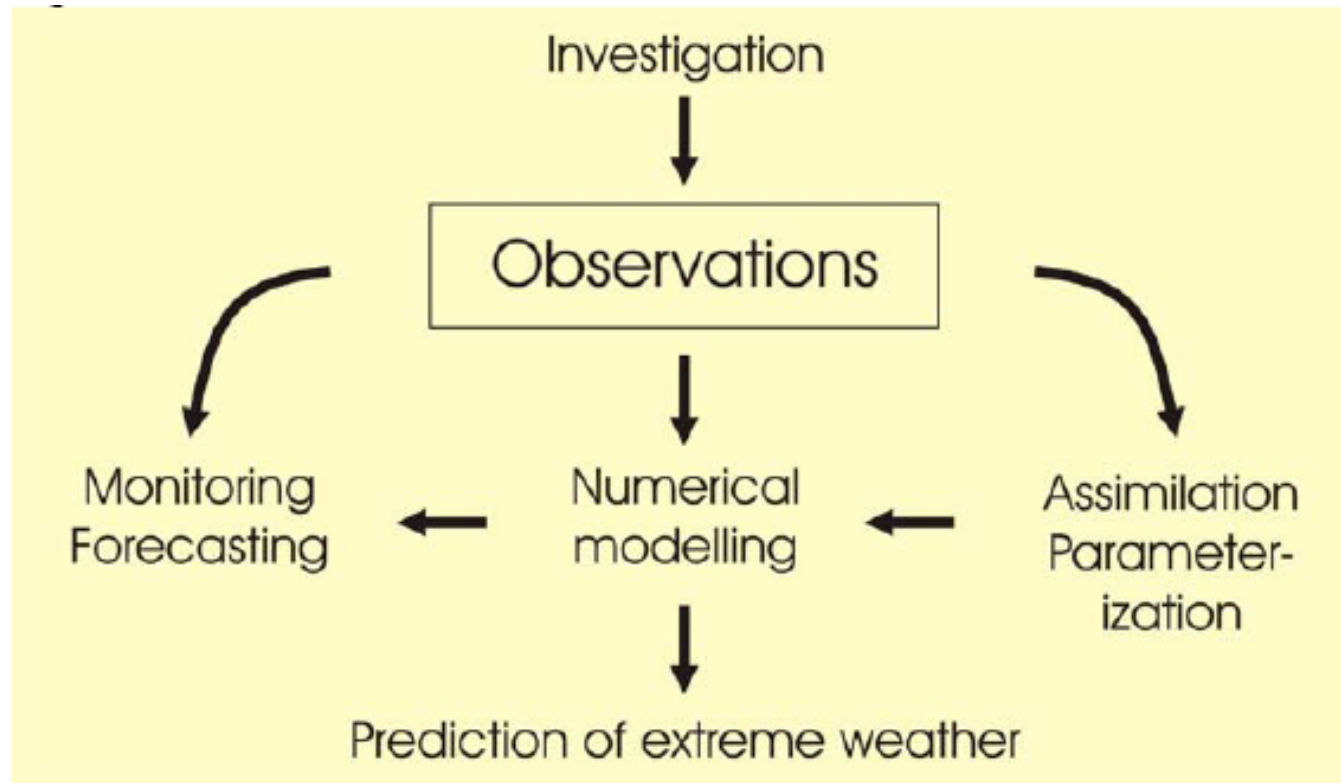 Investigation
Observations
Monitoring
Forecasting
Numerical
modelling
Assimilation
Parameter-
ization
Prediction of extreme weather